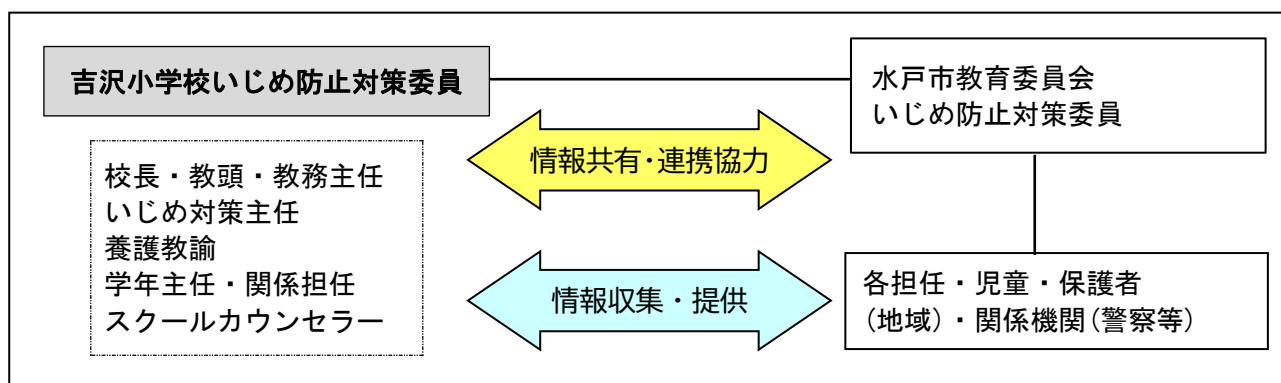 吉沢小学校いじめ防止対策委員
水戸市教育委員会
いじめ防止対策委員
情報共有・連携協力
校長・教頭・教務主任
いじめ対策主任
養護教諭
学年主任・関係担任
スクールカウンセラー
情報収集・提供
各担任・児童・保護者
(地域)・関係機関(警察等)